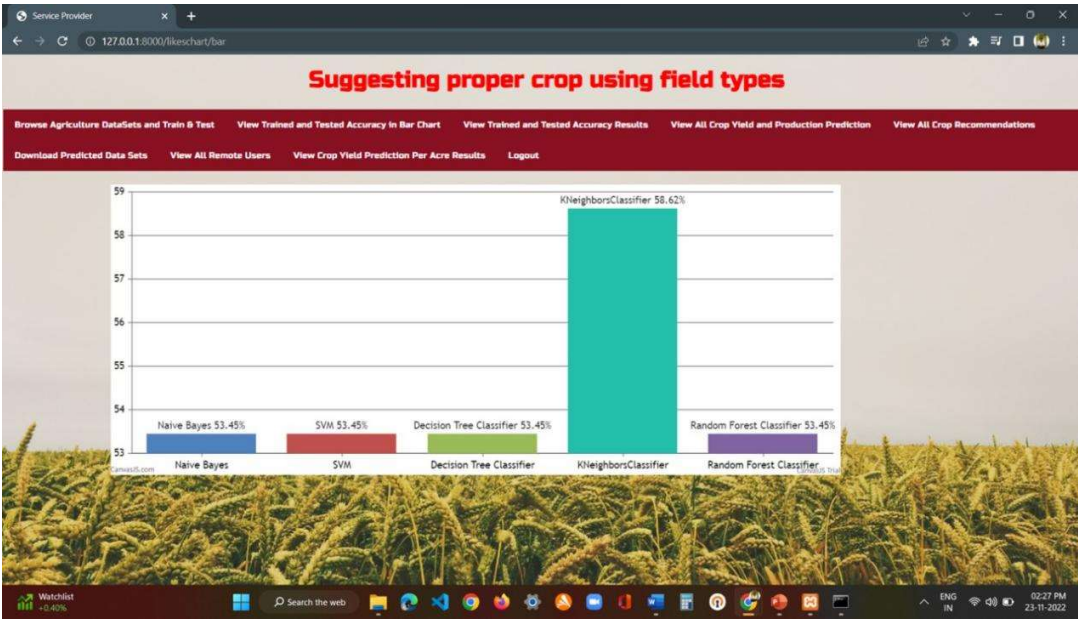 Service Provider
127.0.0.1:8000/likeschart/bar
Suggesting proper crop using field types
Browse Agriculture DataSets and Train & Test View Trained and Tested Accuracy in Bar Chart View Trained and Tested Accuracy Results View All Crop Yield and Production Prediction View All Crop Recommendations
Download Predicted Data Sets View All Remote Users View Crop Yield Prediction Per Acre Results Logout
59
KNeighborsClassifier 58.62%
58
57
56
55
54
Naive Bayes 53.45% SVM 53.45% Decision Tree Classifier 53.45% Random Forest Classifier 53.45%
53
Naive Bayes SVM Decision Tree Classifier KNeighborsClassifier Random Forest Classifier
CanvasJS.com CanvasJS Trial
Watchlist
+0.40%
Search the web
ENG
IN
02:27 PM
23-11-2022